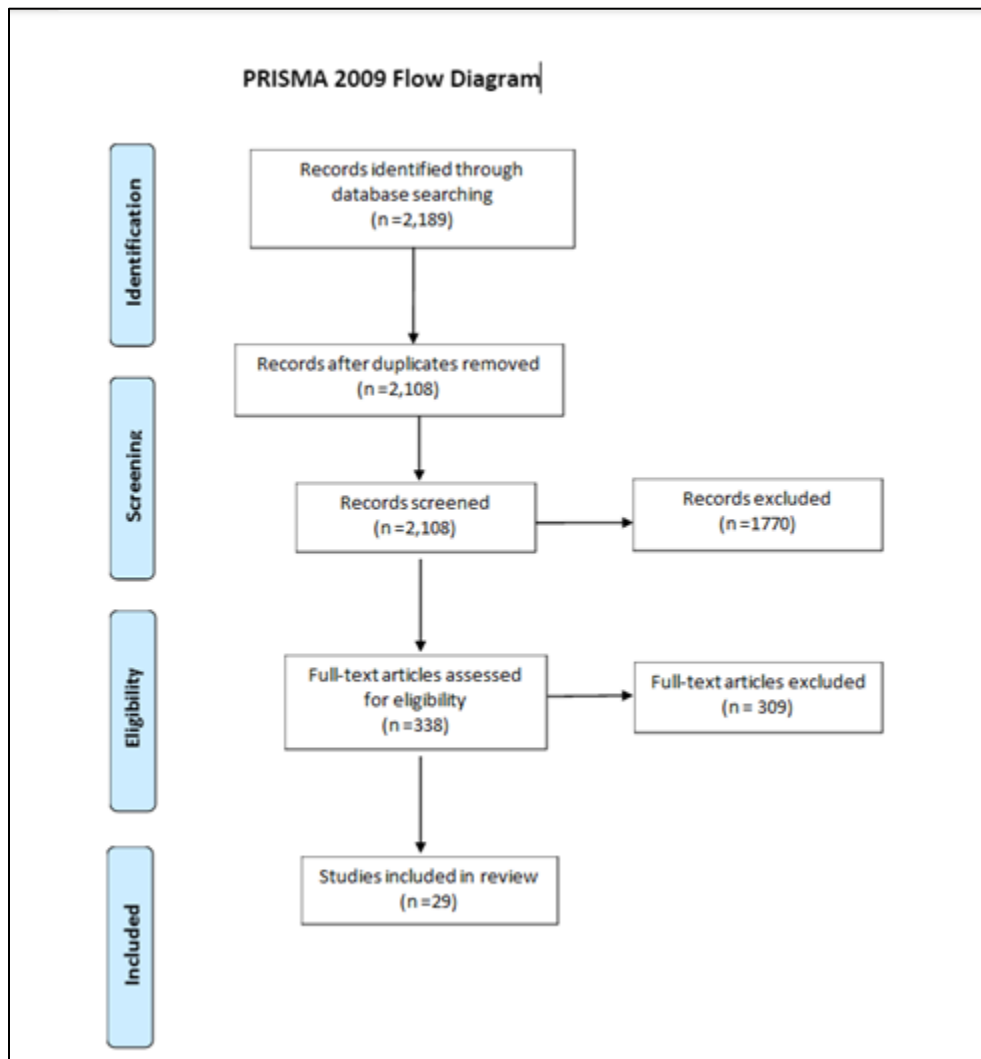 PRISMA 2009 Flow Diagram
Identification
Records identified through
database searching
(n =2,189)
Records after duplicates removed
(n =2,108)
Screening
Records screened
(n =2,108)
Records excluded
(n =1770)
Eligibility
Full-text articles assessed
for eligibility
(n =338)
Full-text articles excluded
(n = 309)
Included
Studies included in review
(n =29)